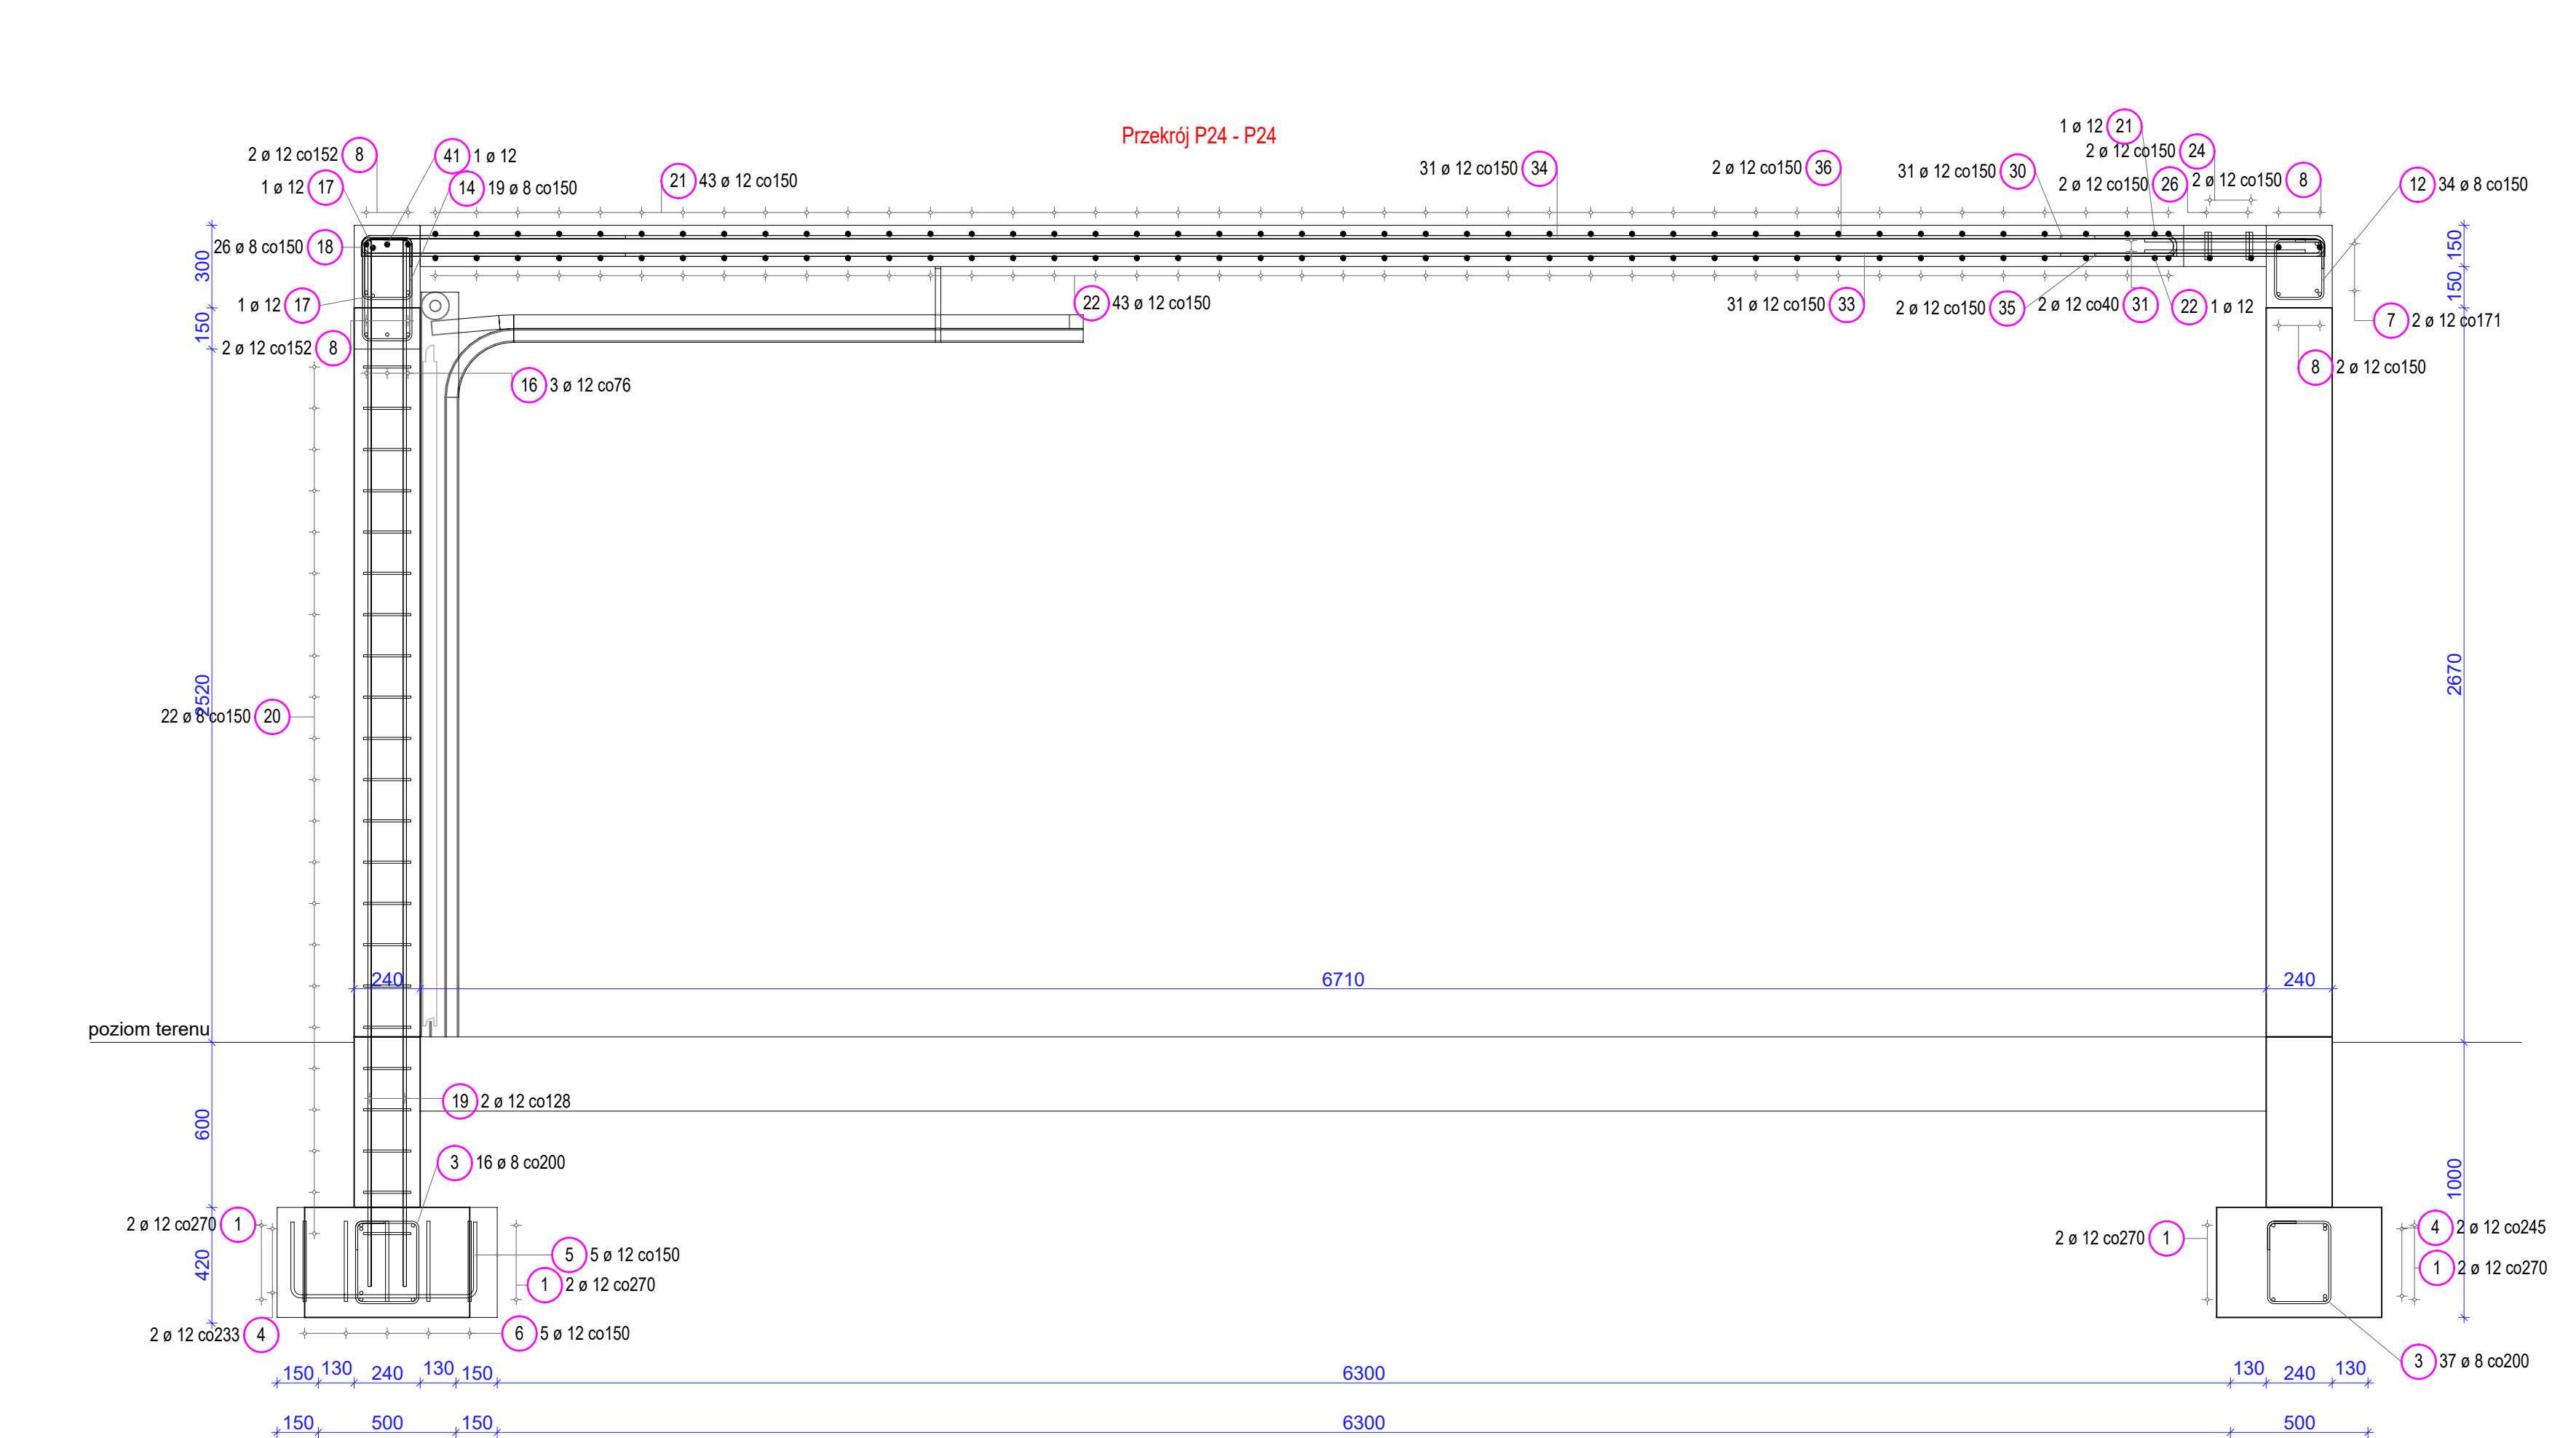 Przekrój P24 - P24
1 ø 12 21
2 ø 12 co152 8
41 1 ø 12
2 ø 12 co150 24
31 ø 12 co150 34
2 ø 12 co150 36
31 ø 12 co150 30
21 43 ø 12 co150
2 ø 12 co150 26
2 ø 12 co150 8
12 34 ø 8 co150
1 ø 12 17
14 19 ø 8 co150
26 ø 8 co150 18
300
150
150
1 ø 12 17
22 43 ø 12 co150
31 ø 12 co150 33
2 ø 12 co150 35
2 ø 12 co40 31
22 1 ø 12
7 2 ø 12 co171
150
2 ø 12 co152 8
8 2 ø 12 co150
16 3 ø 12 co76
2520
2670
22 ø 8 co150 20
240
6710
240
poziom terenu
600
19 2 ø 12 co128
3 16 ø 8 co200
1000
2 ø 12 co270 1
2 ø 12 co270 1
4 2 ø 12 co245
420
5 5 ø 12 co150
1 2 ø 12 co270
1 2 ø 12 co270
2 ø 12 co233 4
6 5 ø 12 co150
3 37 ø 8 co200
150 130 240 130 150 6300 130 240 130
150 500 150 6300 500